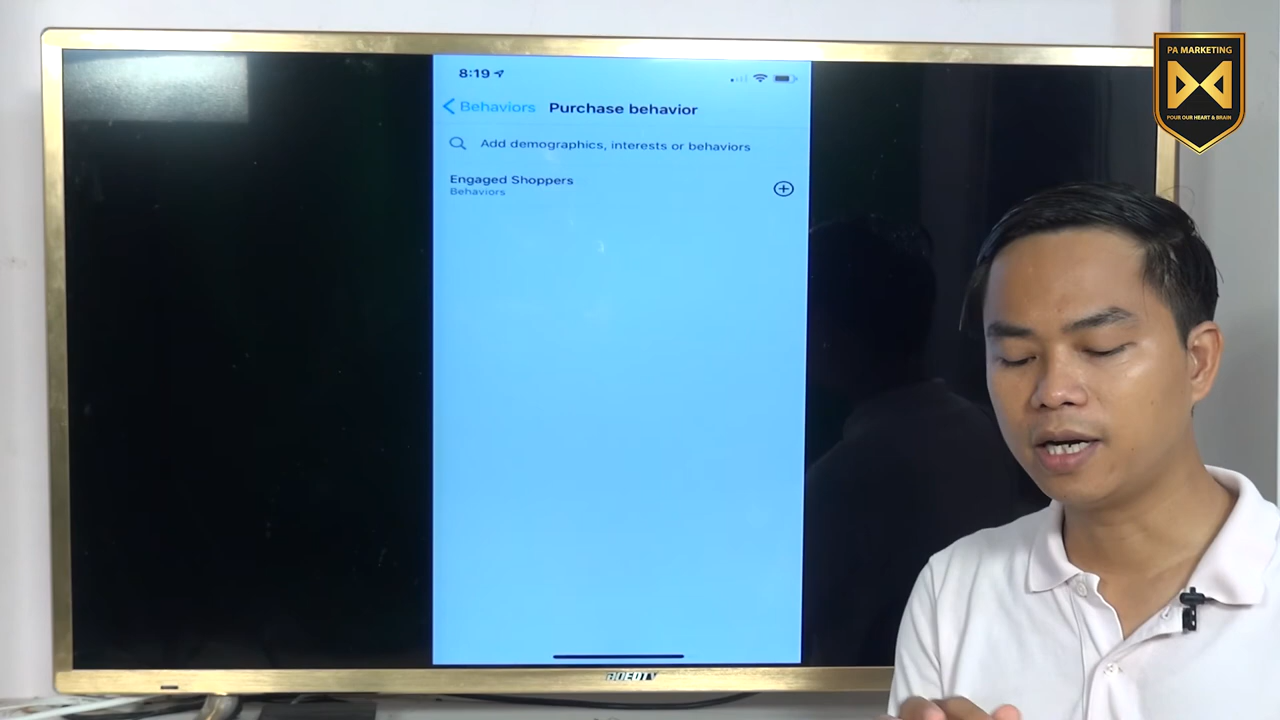 PA MARKETING
POUR OUR HEART & BRAIN
8:19
Behaviors
Purchase behavior
Add demographics, interests or behaviors
Engaged Shoppers
Behaviors